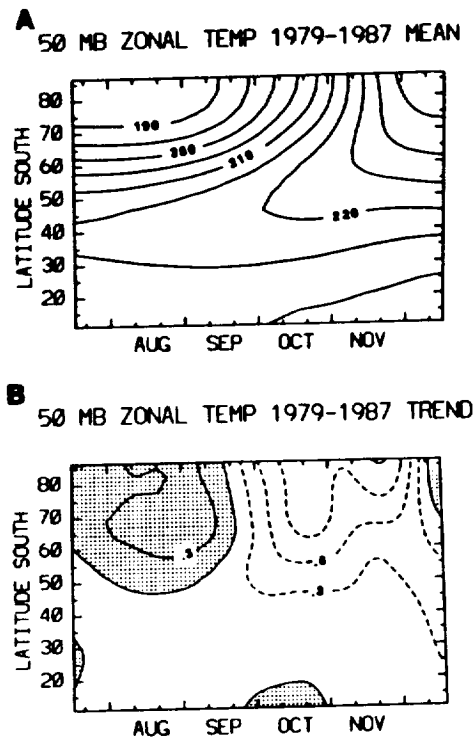 A
50 MB ZONAL TEMP 1979-1987 MEAN
LATITUDE SOUTH
80
70
60
50
40
30
20
190
200
210
220
AUG SEP OCT NOV
B
50 MB ZONAL TEMP 1979-1987 TREND
LATITUDE SOUTH
80
70
60
50
40
30
20
.3
.6
.3
AUG SEP OCT NOV